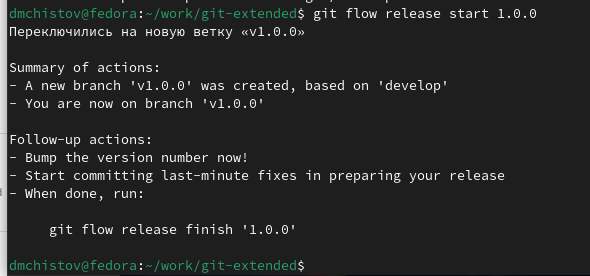 dmchistov@fedora:~/work/git-extended$ git flow release start 1.0.0
Переключились на новую ветку «v1.0.0»
Summary of actions:
- A new branch 'v1.0.0' was created, based on 'develop'
- You are now on branch 'v1.0.0'
Follow-up actions:
- Bump the version number now!
- Start committing last-minute fixes in preparing your release
- When done, run:
git flow release finish '1.0.0'
dmchistov@fedora:~/work/git-extended$